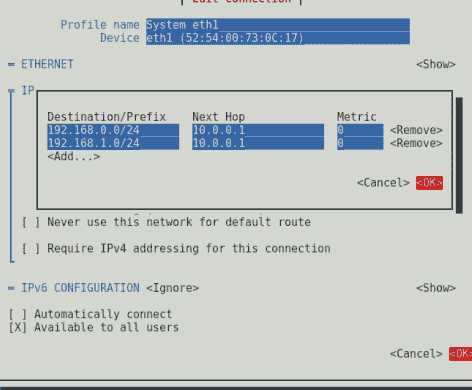 Edit Connection
Profile name System eth1
Device eth1 (52:54:00:73:0C:17)
= ETHERNET <Show>
= IP
Destination/Prefix Next Hop Metric
192.168.0.0/24 10.0.0.1 0 <Remove>
192.168.1.0/24 10.0.0.1 0 <Remove>
<Add...>
<Cancel> <OK>
[ ] Never use this network for default route
[ ] Require IPv4 addressing for this connection
= IPv6 CONFIGURATION <Ignore> <Show>
[ ] Automatically connect
[X] Available to all users
<Cancel> <OK>